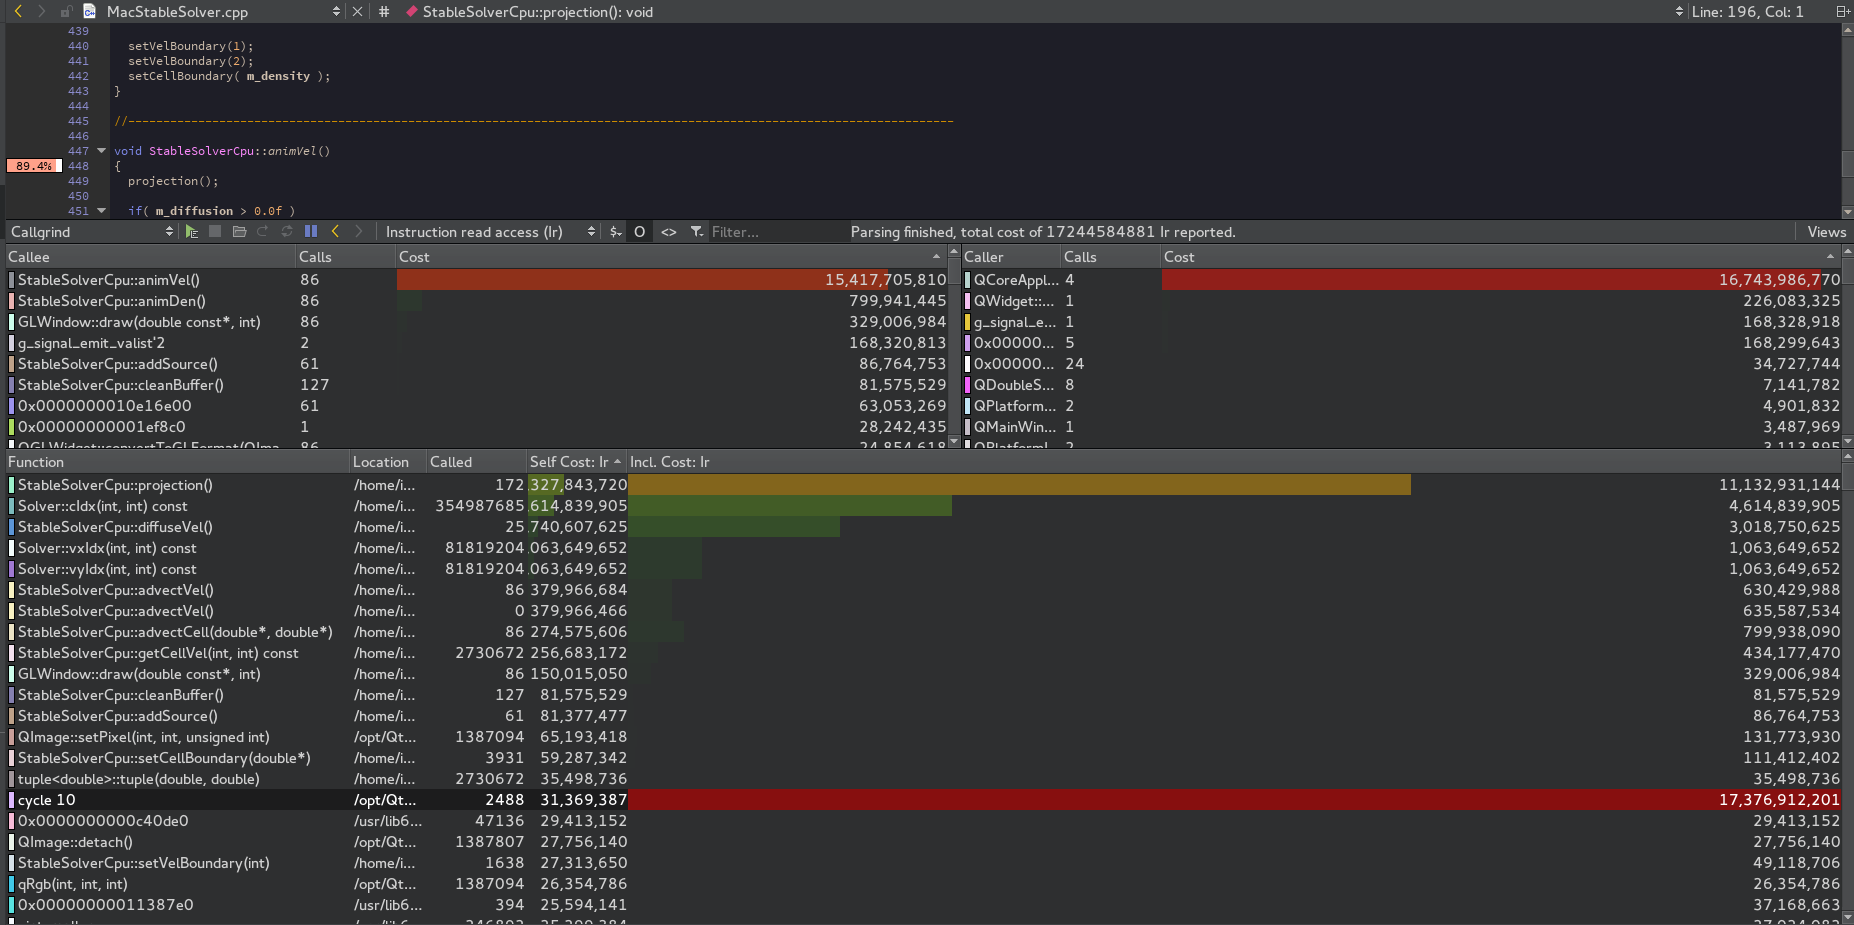 MacStableSolver.cpp # StableSolverCpu::projection(): void Line: 196, Col: 1
439
440 setVelBoundary(1);
441 setVelBoundary(2);
442 setCellBoundary( m_density );
443 }
444
445 //----------------------------------------------------------------------------------------------------------------------
446
447 void StableSolverCpu::animVel()
89.4% 448 {
449 projection();
450
451 if( m_diffusion > 0.0f )
Callgrind Instruction read access (Ir) $ O <> Filter... Parsing finished, total cost of 17244584881 Ir reported. Views
Callee Calls Cost
StableSolverCpu::animVel() 86 15,417,705,810
StableSolverCpu::animDen() 86 799,941,445
GLWindow::draw(double const*, int) 86 329,006,984
g_signal_emit_valist'2 2 168,320,813
StableSolverCpu::addSource() 61 86,764,753
StableSolverCpu::cleanBuffer() 127 81,575,529
0x0000000010e16e00 61 63,053,269
0x00000000001ef8c0 1 28,242,435
QGLWidget::convertToGLFormat(QIma... 86 24,854,618
Caller Calls Cost
QCoreAppl... 4 16,743,986,770
QWidget::... 1 226,083,325
g_signal_e... 1 168,328,918
0x00000... 5 168,299,643
0x00000... 24 34,727,744
QDoubleS... 8 7,141,782
QPlatform... 2 4,901,832
QMainWin... 1 3,487,969
QPlatforml... 2 3,113,895
Function Location Called Self Cost: Ir Incl. Cost: Ir
StableSolverCpu::projection() /home/i... 172 .327,843,720 11,132,931,144
Solver::cIdx(int, int) const /home/i... 354987685 .614,839,905 4,614,839,905
StableSolverCpu::diffuseVel() /home/i... 25 .740,607,625 3,018,750,625
Solver::vxIdx(int, int) const /home/i... 81819204 .063,649,652 1,063,649,652
Solver::vyIdx(int, int) const /home/i... 81819204 .063,649,652 1,063,649,652
StableSolverCpu::advectVel() /home/i... 86 379,966,684 630,429,988
StableSolverCpu::advectVel() /home/i... 0 379,966,466 635,587,534
StableSolverCpu::advectCell(double*, double*) /home/i... 86 274,575,606 799,938,090
StableSolverCpu::getCellVel(int, int) const /home/i... 2730672 256,683,172 434,177,470
GLWindow::draw(double const*, int) /home/i... 86 150,015,050 329,006,984
StableSolverCpu::cleanBuffer() /home/i... 127 81,575,529 81,575,529
StableSolverCpu::addSource() /home/i... 61 81,377,477 86,764,753
QImage::setPixel(int, int, unsigned int) /opt/Qt... 1387094 65,193,418 131,773,930
StableSolverCpu::setCellBoundary(double*) /home/i... 3931 59,287,342 111,412,402
tuple<double>::tuple(double, double) /home/i... 2730672 35,498,736 35,498,736
cycle 10 /opt/Qt... 2488 31,369,387 17,376,912,201
0x0000000000c40de0 /usr/lib6... 47136 29,413,152 29,413,152
QImage::detach() /opt/Qt... 1387807 27,756,140 27,756,140
StableSolverCpu::setVelBoundary(int) /home/i... 1638 27,313,650 49,118,706
qRgb(int, int, int) /opt/Qt... 1387094 26,354,786 26,354,786
0x00000000011387e0 /usr/lib6... 394 25,594,141 37,168,663